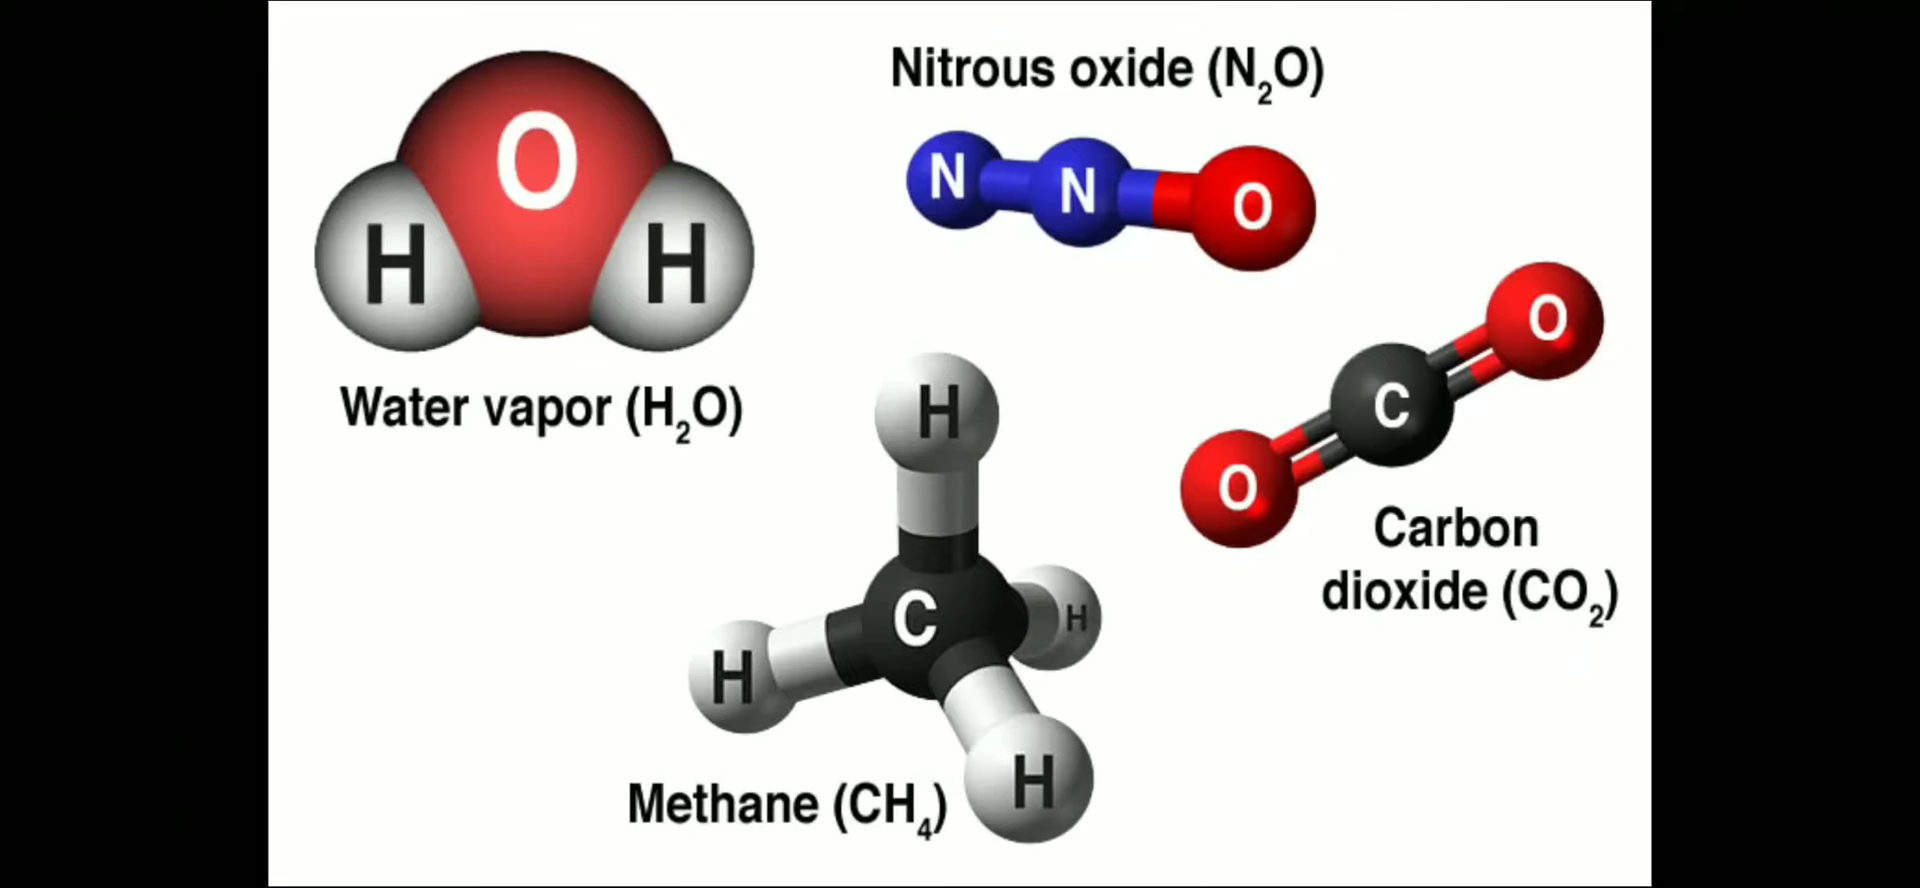 O
H H
Water vapor (H₂O)
Nitrous oxide (N₂O)
N N O
O
C
O
Carbon
dioxide (CO₂)
H
C
H
H
H
Methane (CH₄)